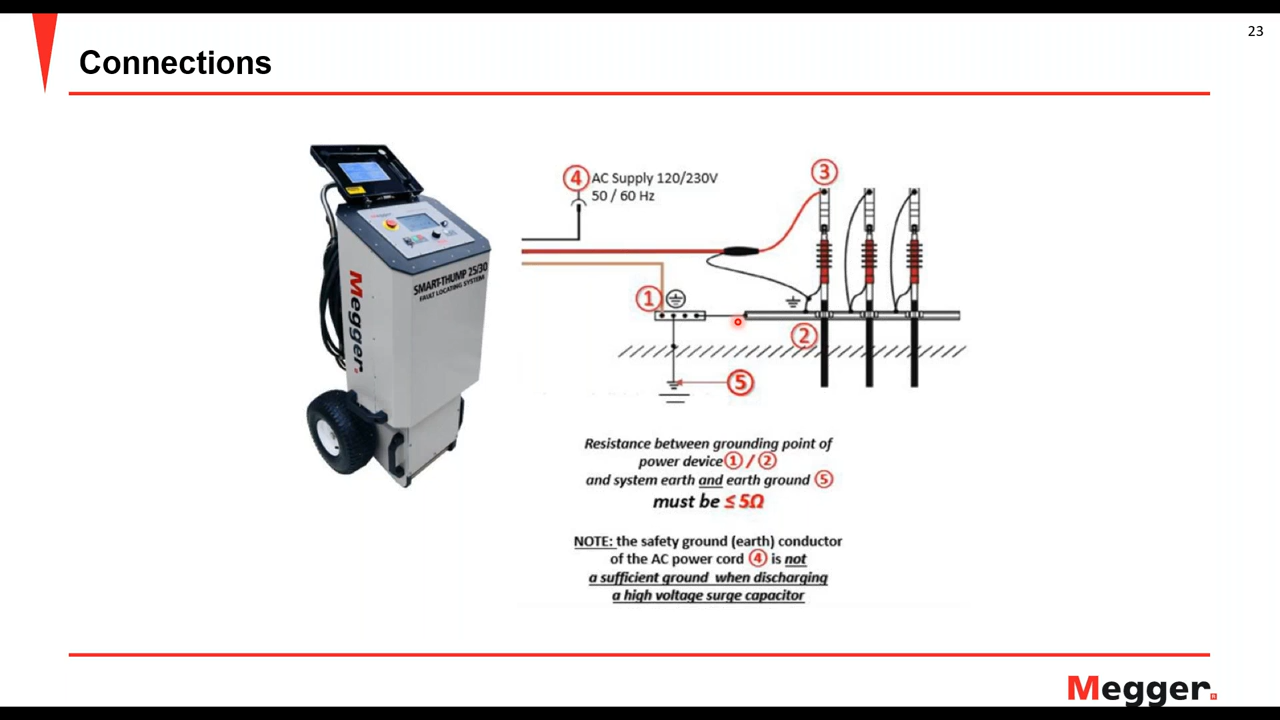 23
Connections
4 AC Supply 120/230V
50 / 60 Hz
3
1
2
5
Megger
SMART-THUMP 25/30
FAULT LOCATING SYSTEM
Megger.
Resistance between grounding point of
power device 1 / 2
and system earth and earth ground 5
must be ≤ 5Ω
NOTE: the safety ground (earth) conductor
of the AC power cord 4 is not
a sufficient ground when discharging
a high voltage surge capacitor
Megger.